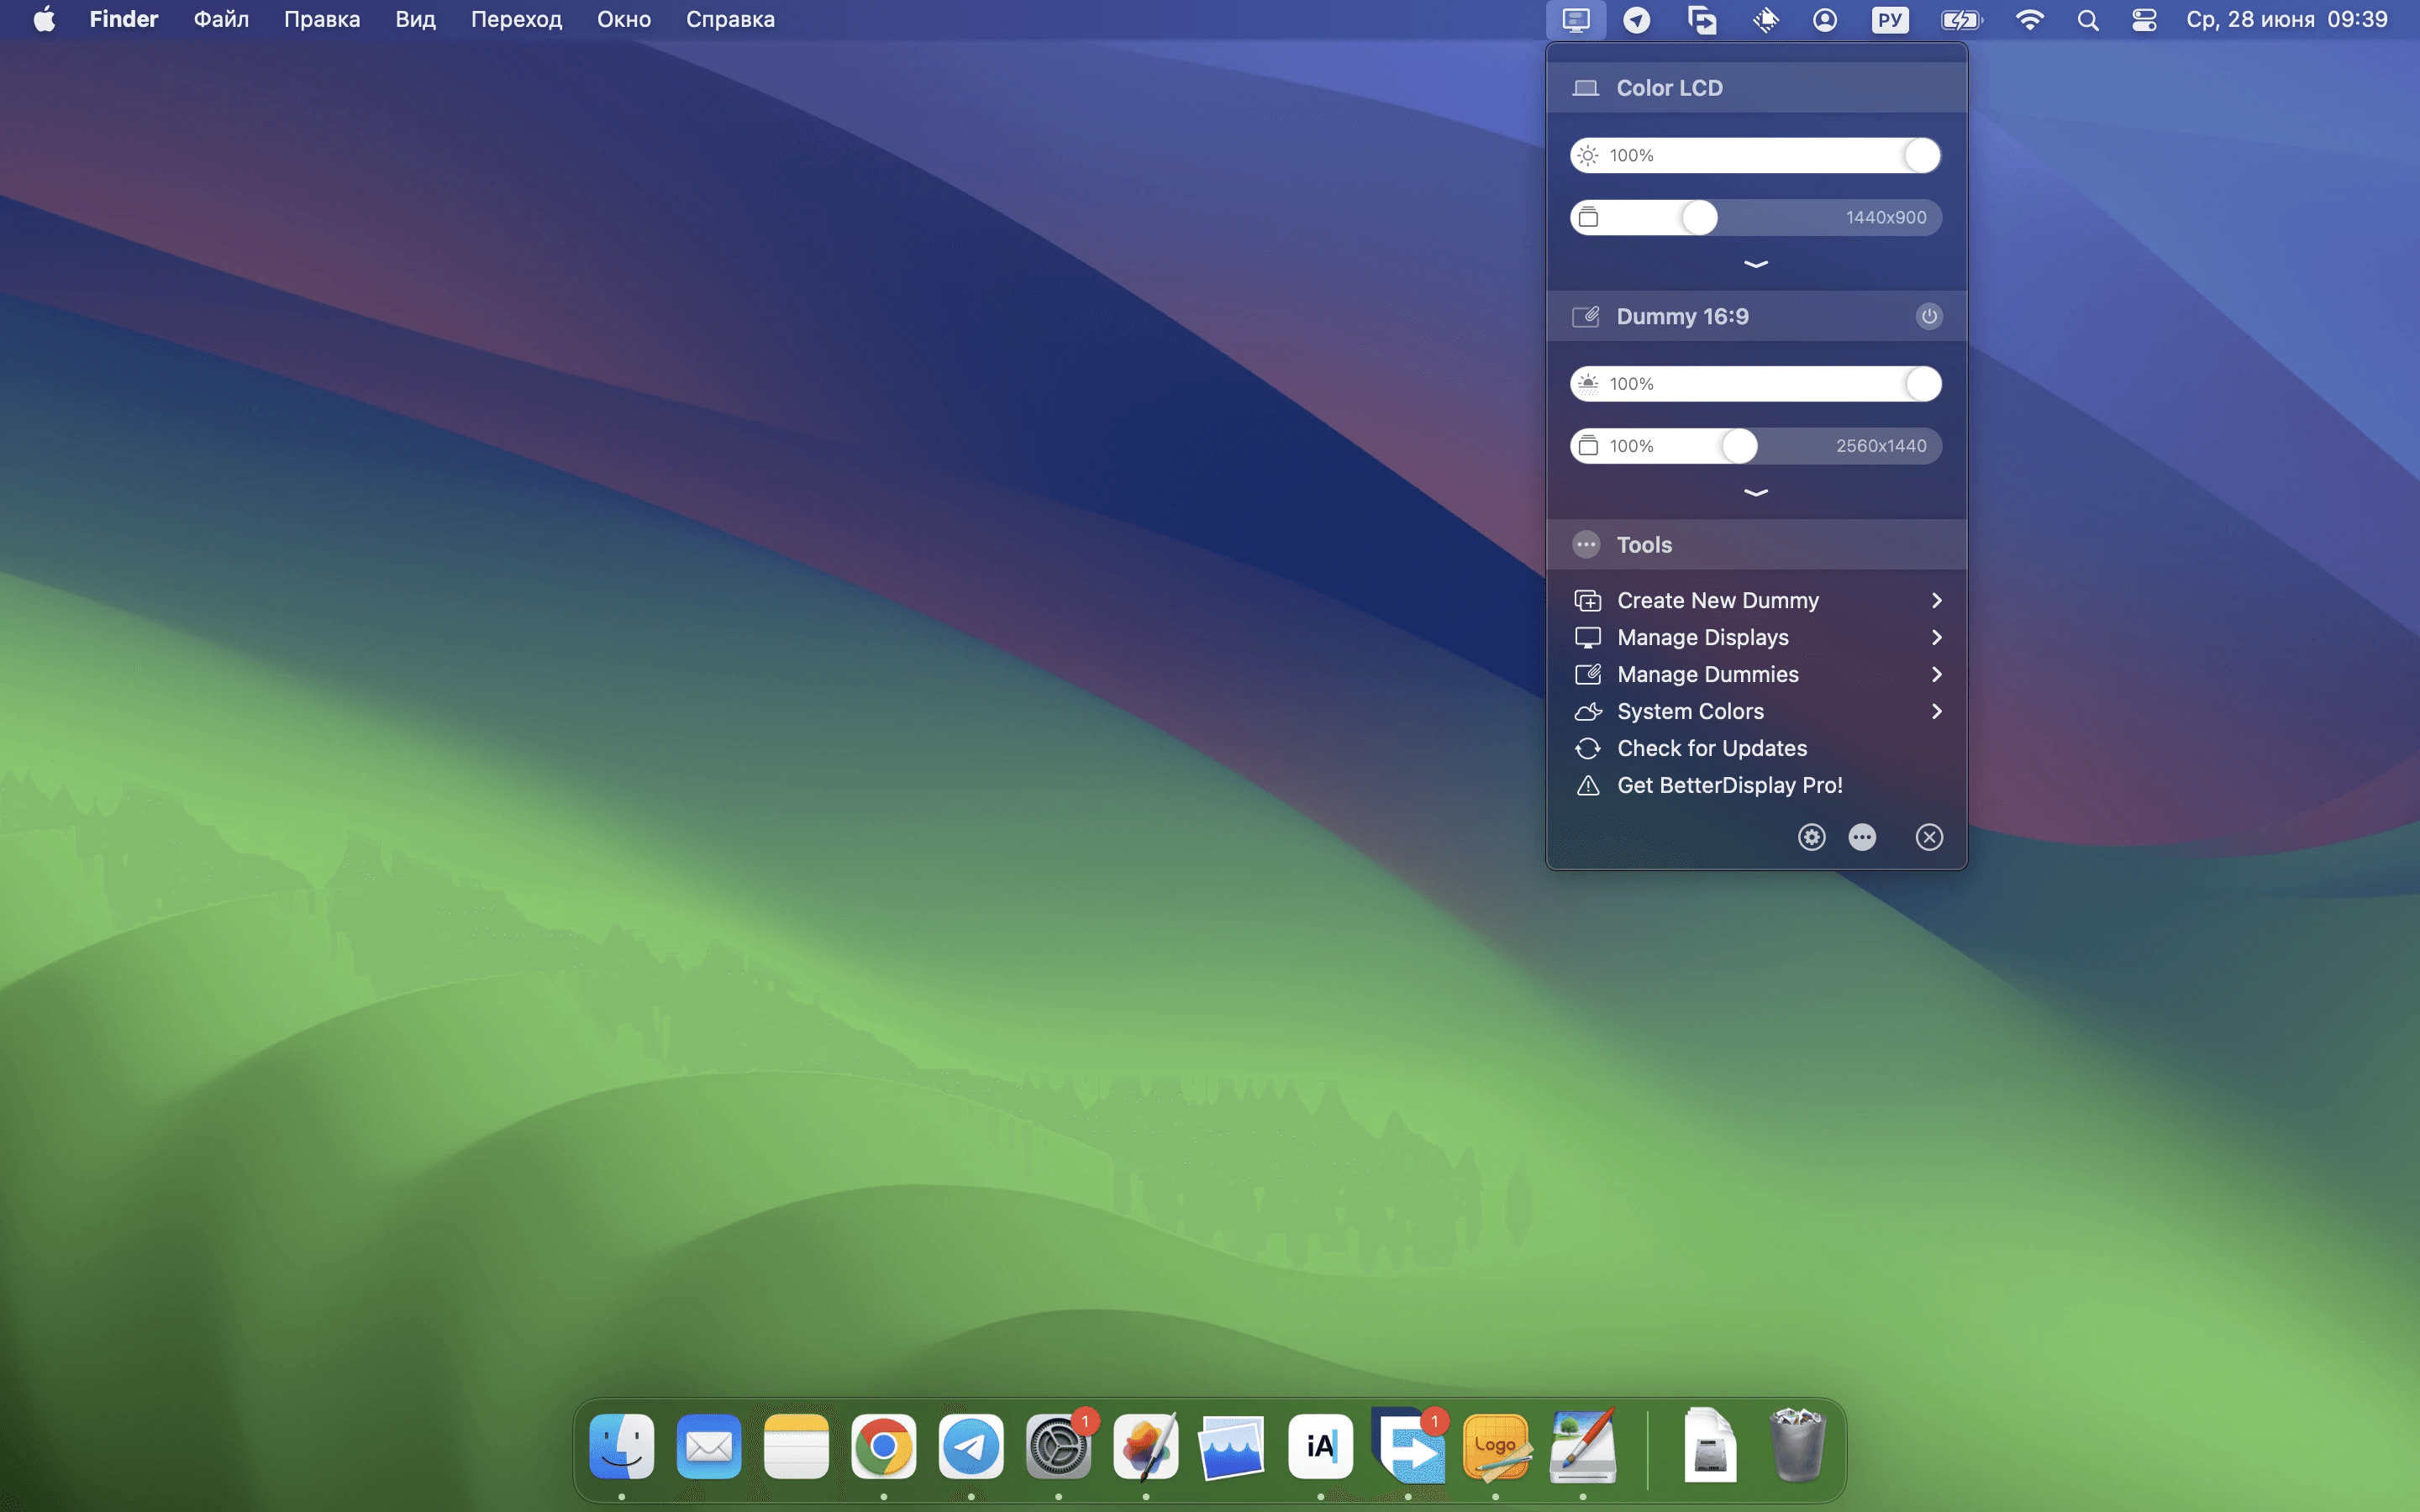 Finder Файл Правка Вид Переход Окно Справка РУ Ср, 28 июня 09:39
Color LCD
100%
1440x900
Dummy 16:9
100%
100% 2560x1440
Tools
Create New Dummy
Manage Displays
Manage Dummies
System Colors
Check for Updates
Get BetterDisplay Pro!
1
iA
1
Logo